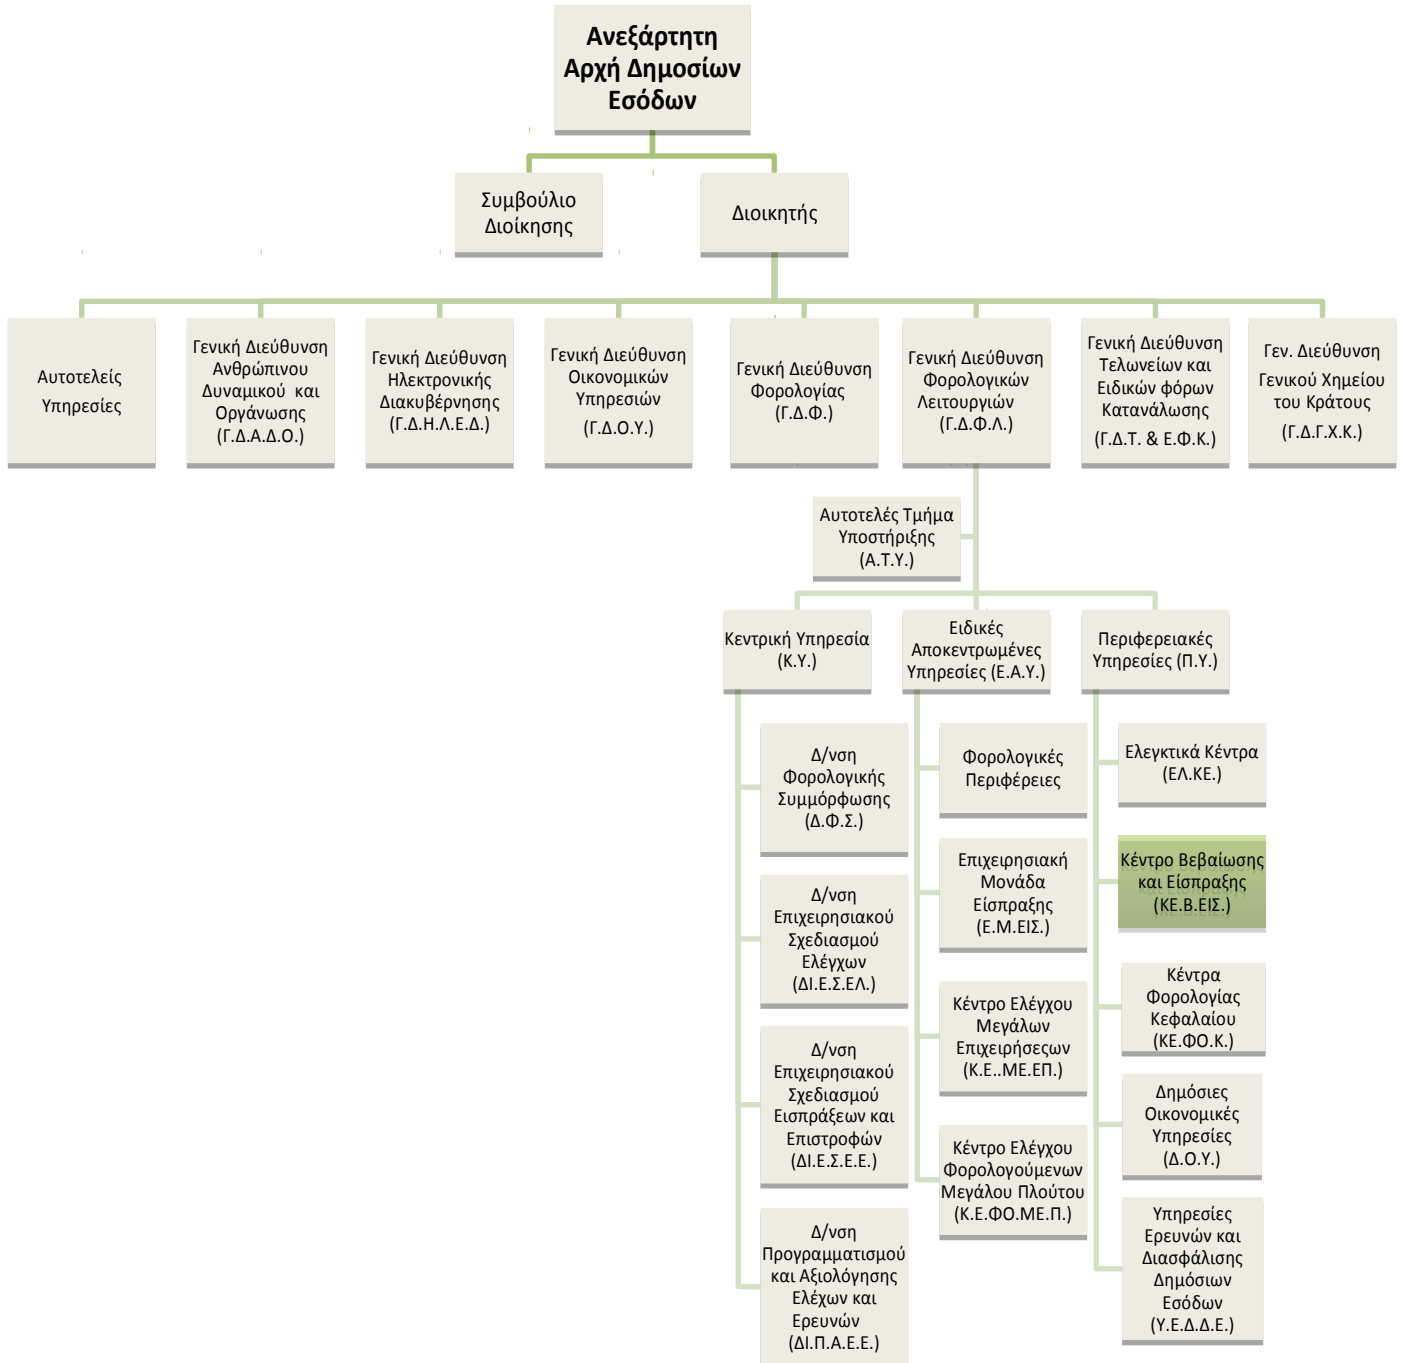 Ανεξάρτητη
Αρχή Δημοσίων
Εσόδων
Συμβούλιο
Διοίκησης
Διοικητής
Αυτοτελείς
Υπηρεσίες
Γενική Διεύθυνση
Ανθρώπινου
Δυναμικού και
Οργάνωσης
(Γ.Δ.Α.Δ.Ο.)
Γενική Διεύθυνση
Ηλεκτρονικής
Διακυβέρνησης
(Γ.Δ.Η.Λ.Ε.Δ.)
Γενική Διεύθυνση
Οικονομικών
Υπηρεσιών
(Γ.Δ.Ο.Υ.)
Γενική Διεύθυνση
Φορολογίας
(Γ.Δ.Φ.)
Γενική Διεύθυνση
Φορολογικών
Λειτουργιών
(Γ.Δ.Φ.Λ.)
Γενική Διεύθυνση
Τελωνείων και
Ειδικών φόρων
Κατανάλωσης
(Γ.Δ.Τ. & Ε.Φ.Κ.)
Γεν. Διεύθυνση
Γενικού Χημείου
του Κράτους
(Γ.Δ.Γ.Χ.Κ.)
Αυτοτελές Τμήμα
Υποστήριξης
(Α.Τ.Υ.)
Κεντρική Υπηρεσία
(Κ.Υ.)
Ειδικές
Αποκεντρωμένες
Υπηρεσίες (Ε.Α.Υ.)
Περιφερειακές
Υπηρεσίες (Π.Υ.)
Δ/νση
Φορολογικής
Συμμόρφωσης
(Δ.Φ.Σ.)
Δ/νση
Επιχειρησιακού
Σχεδιασμού
Ελέγχων
(ΔΙ.Ε.Σ.ΕΛ.)
Δ/νση
Επιχειρησιακού
Σχεδιασμού
Εισπράξεων και
Επιστροφών
(ΔΙ.Ε.Σ.Ε.Ε.)
Δ/νση
Προγραμματισμού
και Αξιολόγησης
Ελέχων και
Ερευνών
(ΔΙ.Π.Α.Ε.Ε.)
Φορολογικές
Περιφέρειες
Επιχειρησιακή
Μονάδα
Είσπραξης
(Ε.Μ.ΕΙΣ.)
Κέντρο Ελέγχου
Μεγάλων
Επιχειρήσεςων
(Κ.Ε..ΜΕ.ΕΠ.)
Κέντρο Ελέγχου
Φορολογούμενων
Μεγάλου Πλούτου
(Κ.Ε.ΦΟ.ΜΕ.Π.)
Ελεγκτικά Κέντρα
(ΕΛ.ΚΕ.)
Κέντρο Βεβαίωσης
και Είσπραξης
(ΚΕ.Β.ΕΙΣ.)
Κέντρα
Φορολογίας
Κεφαλαίου
(ΚΕ.ΦΟ.Κ.)
Δημόσιες
Οικονομικές
Υπηρεσίες
(Δ.Ο.Υ.)
Υπηρεσίες
Ερευνών και
Διασφάλισης
Δημόσιων
Εσόδων
(Υ.Ε.Δ.Δ.Ε.)